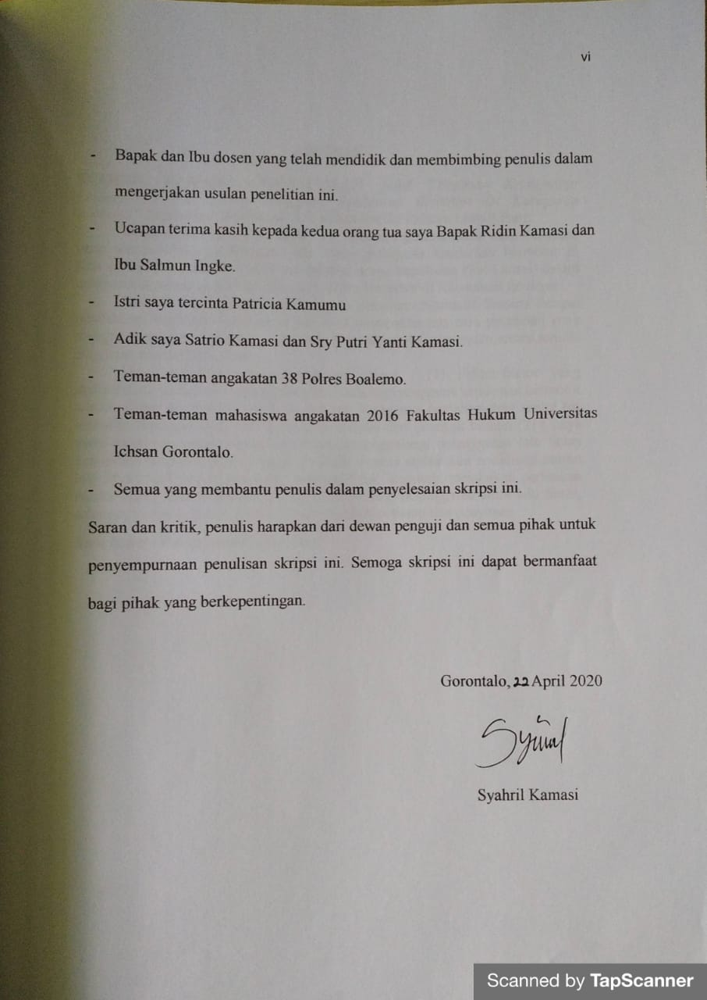 vi
- Bapak dan Ibu dosen yang telah mendidik dan membimbing penulis dalam
mengerjakan usulan penelitian ini.
- Ucapan terima kasih kepada kedua orang tua saya Bapak Ridin Kamasi dan
Ibu Salmun Ingke.
- Istri saya tercinta Patricia Kamumu
- Adik saya Satrio Kamasi dan Sry Putri Yanti Kamasi.
- Teman-teman angakatan 38 Polres Boalemo.
- Teman-teman mahasiswa angakatan 2016 Fakultas Hukum Universitas
Ichsan Gorontalo.
- Semua yang membantu penulis dalam penyelesaian skripsi ini.
Saran dan kritik, penulis harapkan dari dewan penguji dan semua pihak untuk
penyempurnaan penulisan skripsi ini. Semoga skripsi ini dapat bermanfaat
bagi pihak yang berkepentingan.
Gorontalo, 22 April 2020
Syahril Kamasi
Scanned by TapScanner